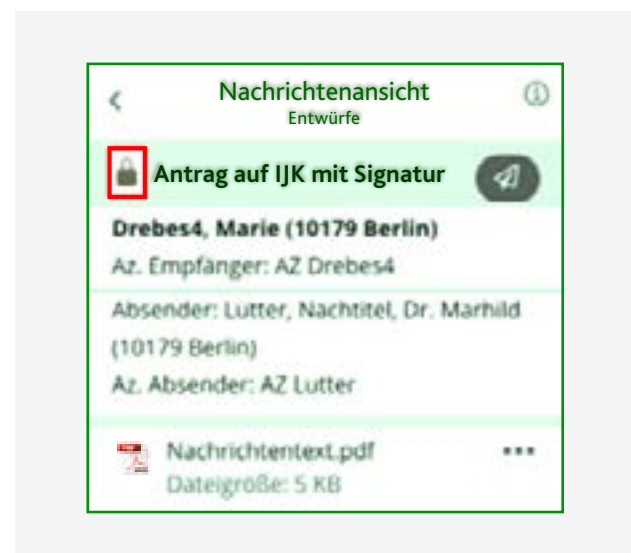 Nachrichtenansicht
Entwürfe
Antrag auf IJK mit Signatur
Drebes4, Marie (10179 Berlin)
Az. Empfänger: AZ Drebes4
Absender: Lutter, Nachtitel, Dr. Marhild
(10179 Berlin)
Az. Absender: AZ Lutter
Nachrichtentext.pdf
Dateigröße: 5 KB